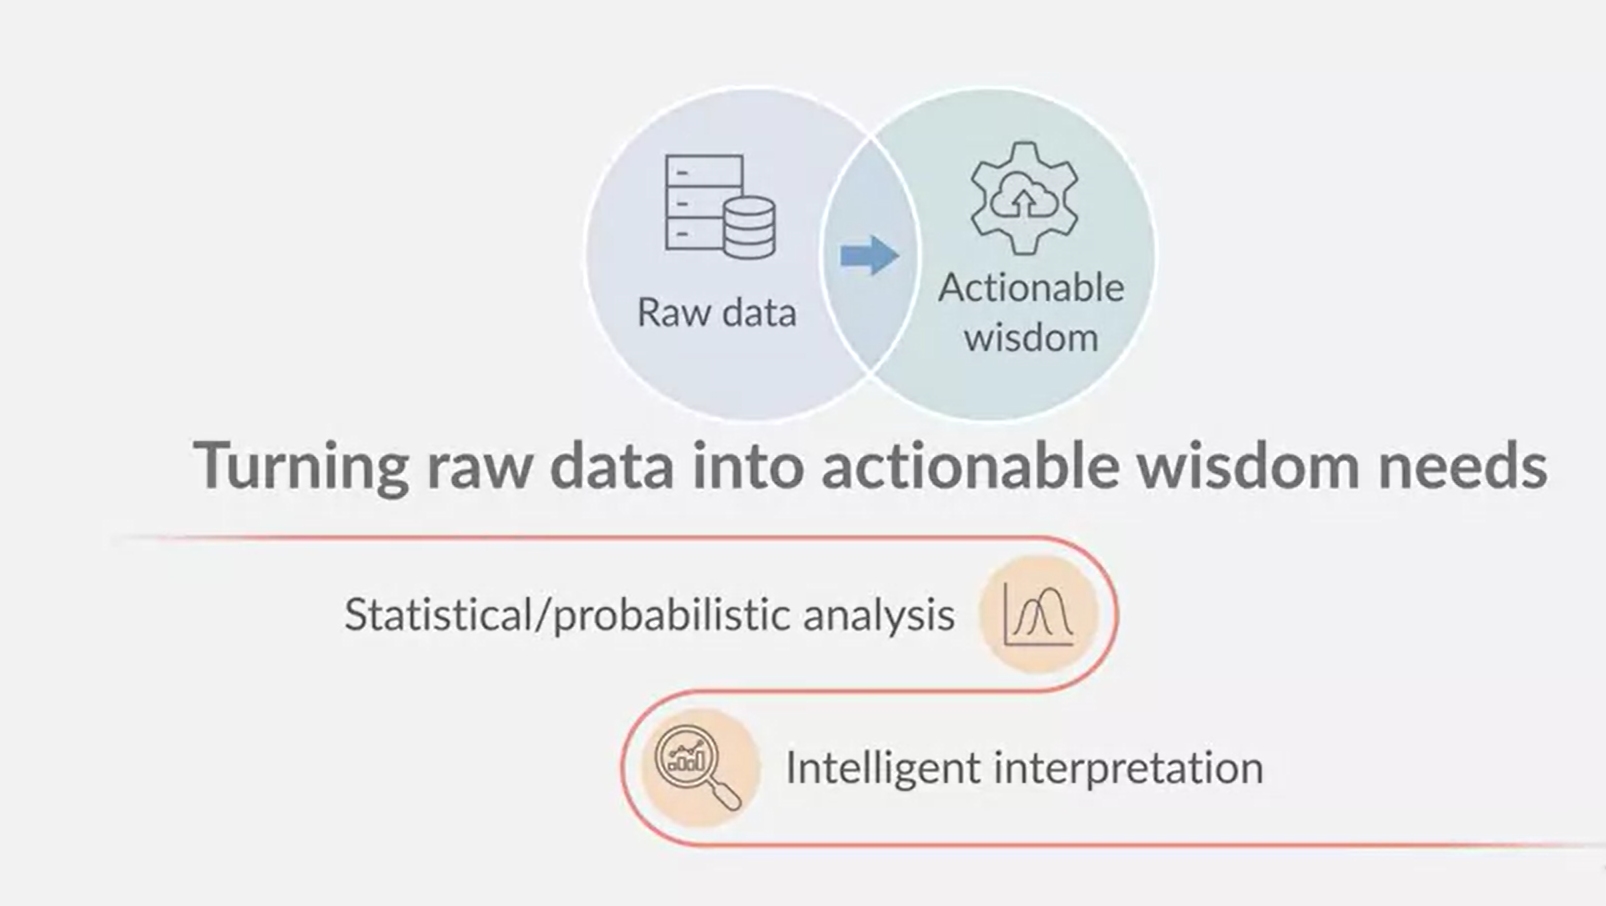 Raw data
Actionable
wisdom
Turning raw data into actionable wisdom needs
Statistical/probabilistic analysis
Intelligent interpretation